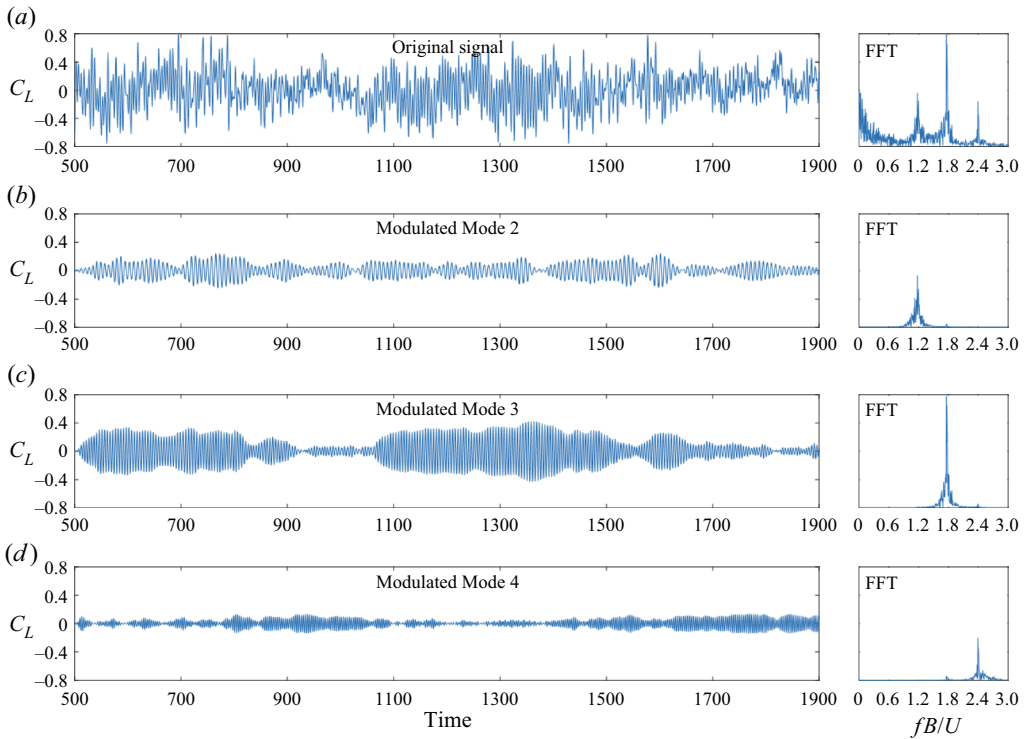 (a)
0.8
0.4
0
–0.4
–0.8
C_L
Original signal
500 700 900 1100 1300 1500 1700 1900
FFT
0 0.6 1.2 1.8 2.4 3.0
(b)
0.8
0.4
0
–0.4
–0.8
C_L
Modulated Mode 2
500 700 900 1100 1300 1500 1700 1900
FFT
0 0.6 1.2 1.8 2.4 3.0
(c)
0.8
0.4
0
–0.4
–0.8
C_L
Modulated Mode 3
500 700 900 1100 1300 1500 1700 1900
FFT
0 0.6 1.2 1.8 2.4 3.0
(d)
0.8
0.4
0
–0.4
–0.8
C_L
Modulated Mode 4
500 700 900 1100 1300 1500 1700 1900
Time
FFT
0 0.6 1.2 1.8 2.4 3.0
fB/U